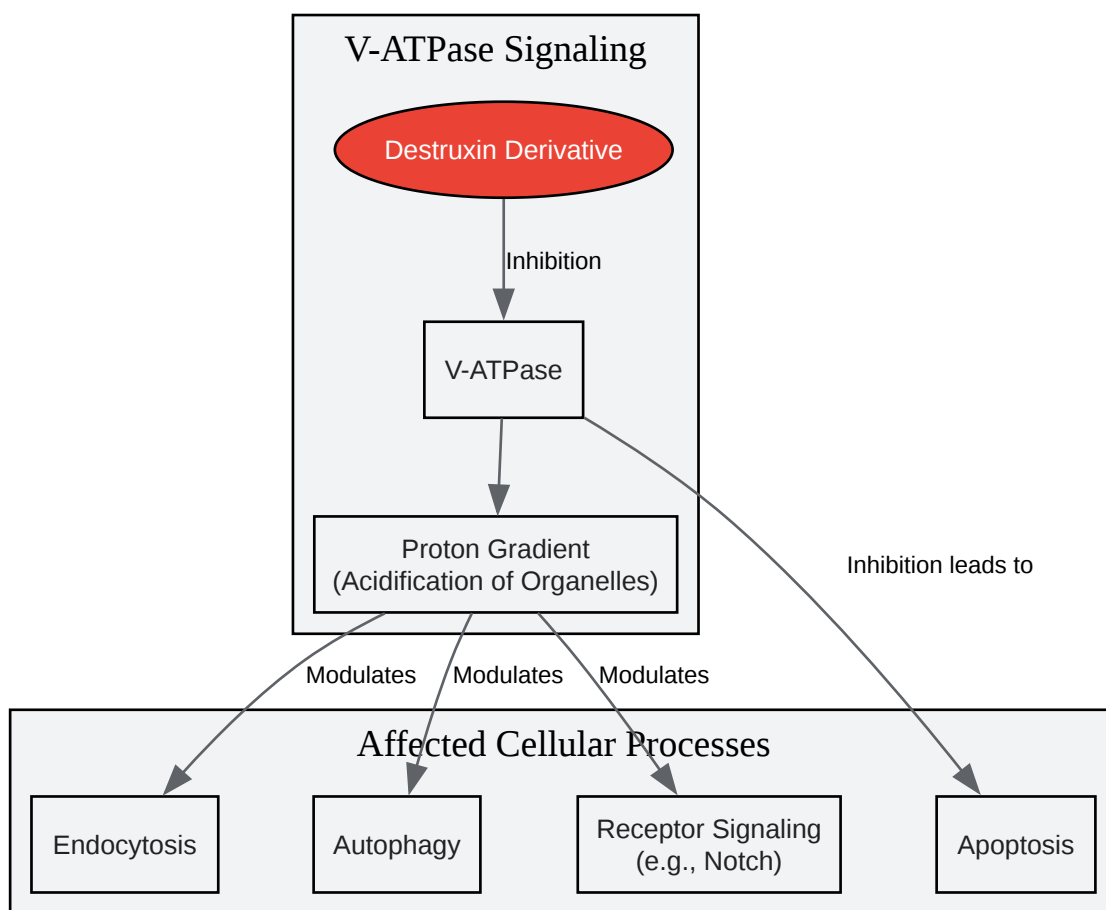 V-ATPase Signaling
Destruxin Derivative
Inhibition
V-ATPase
Proton Gradient
(Acidification of Organelles)
Inhibition leads to
Modulates
Modulates
Modulates
Affected Cellular Processes
Endocytosis
Autophagy
Receptor Signaling
(e.g., Notch)
Apoptosis